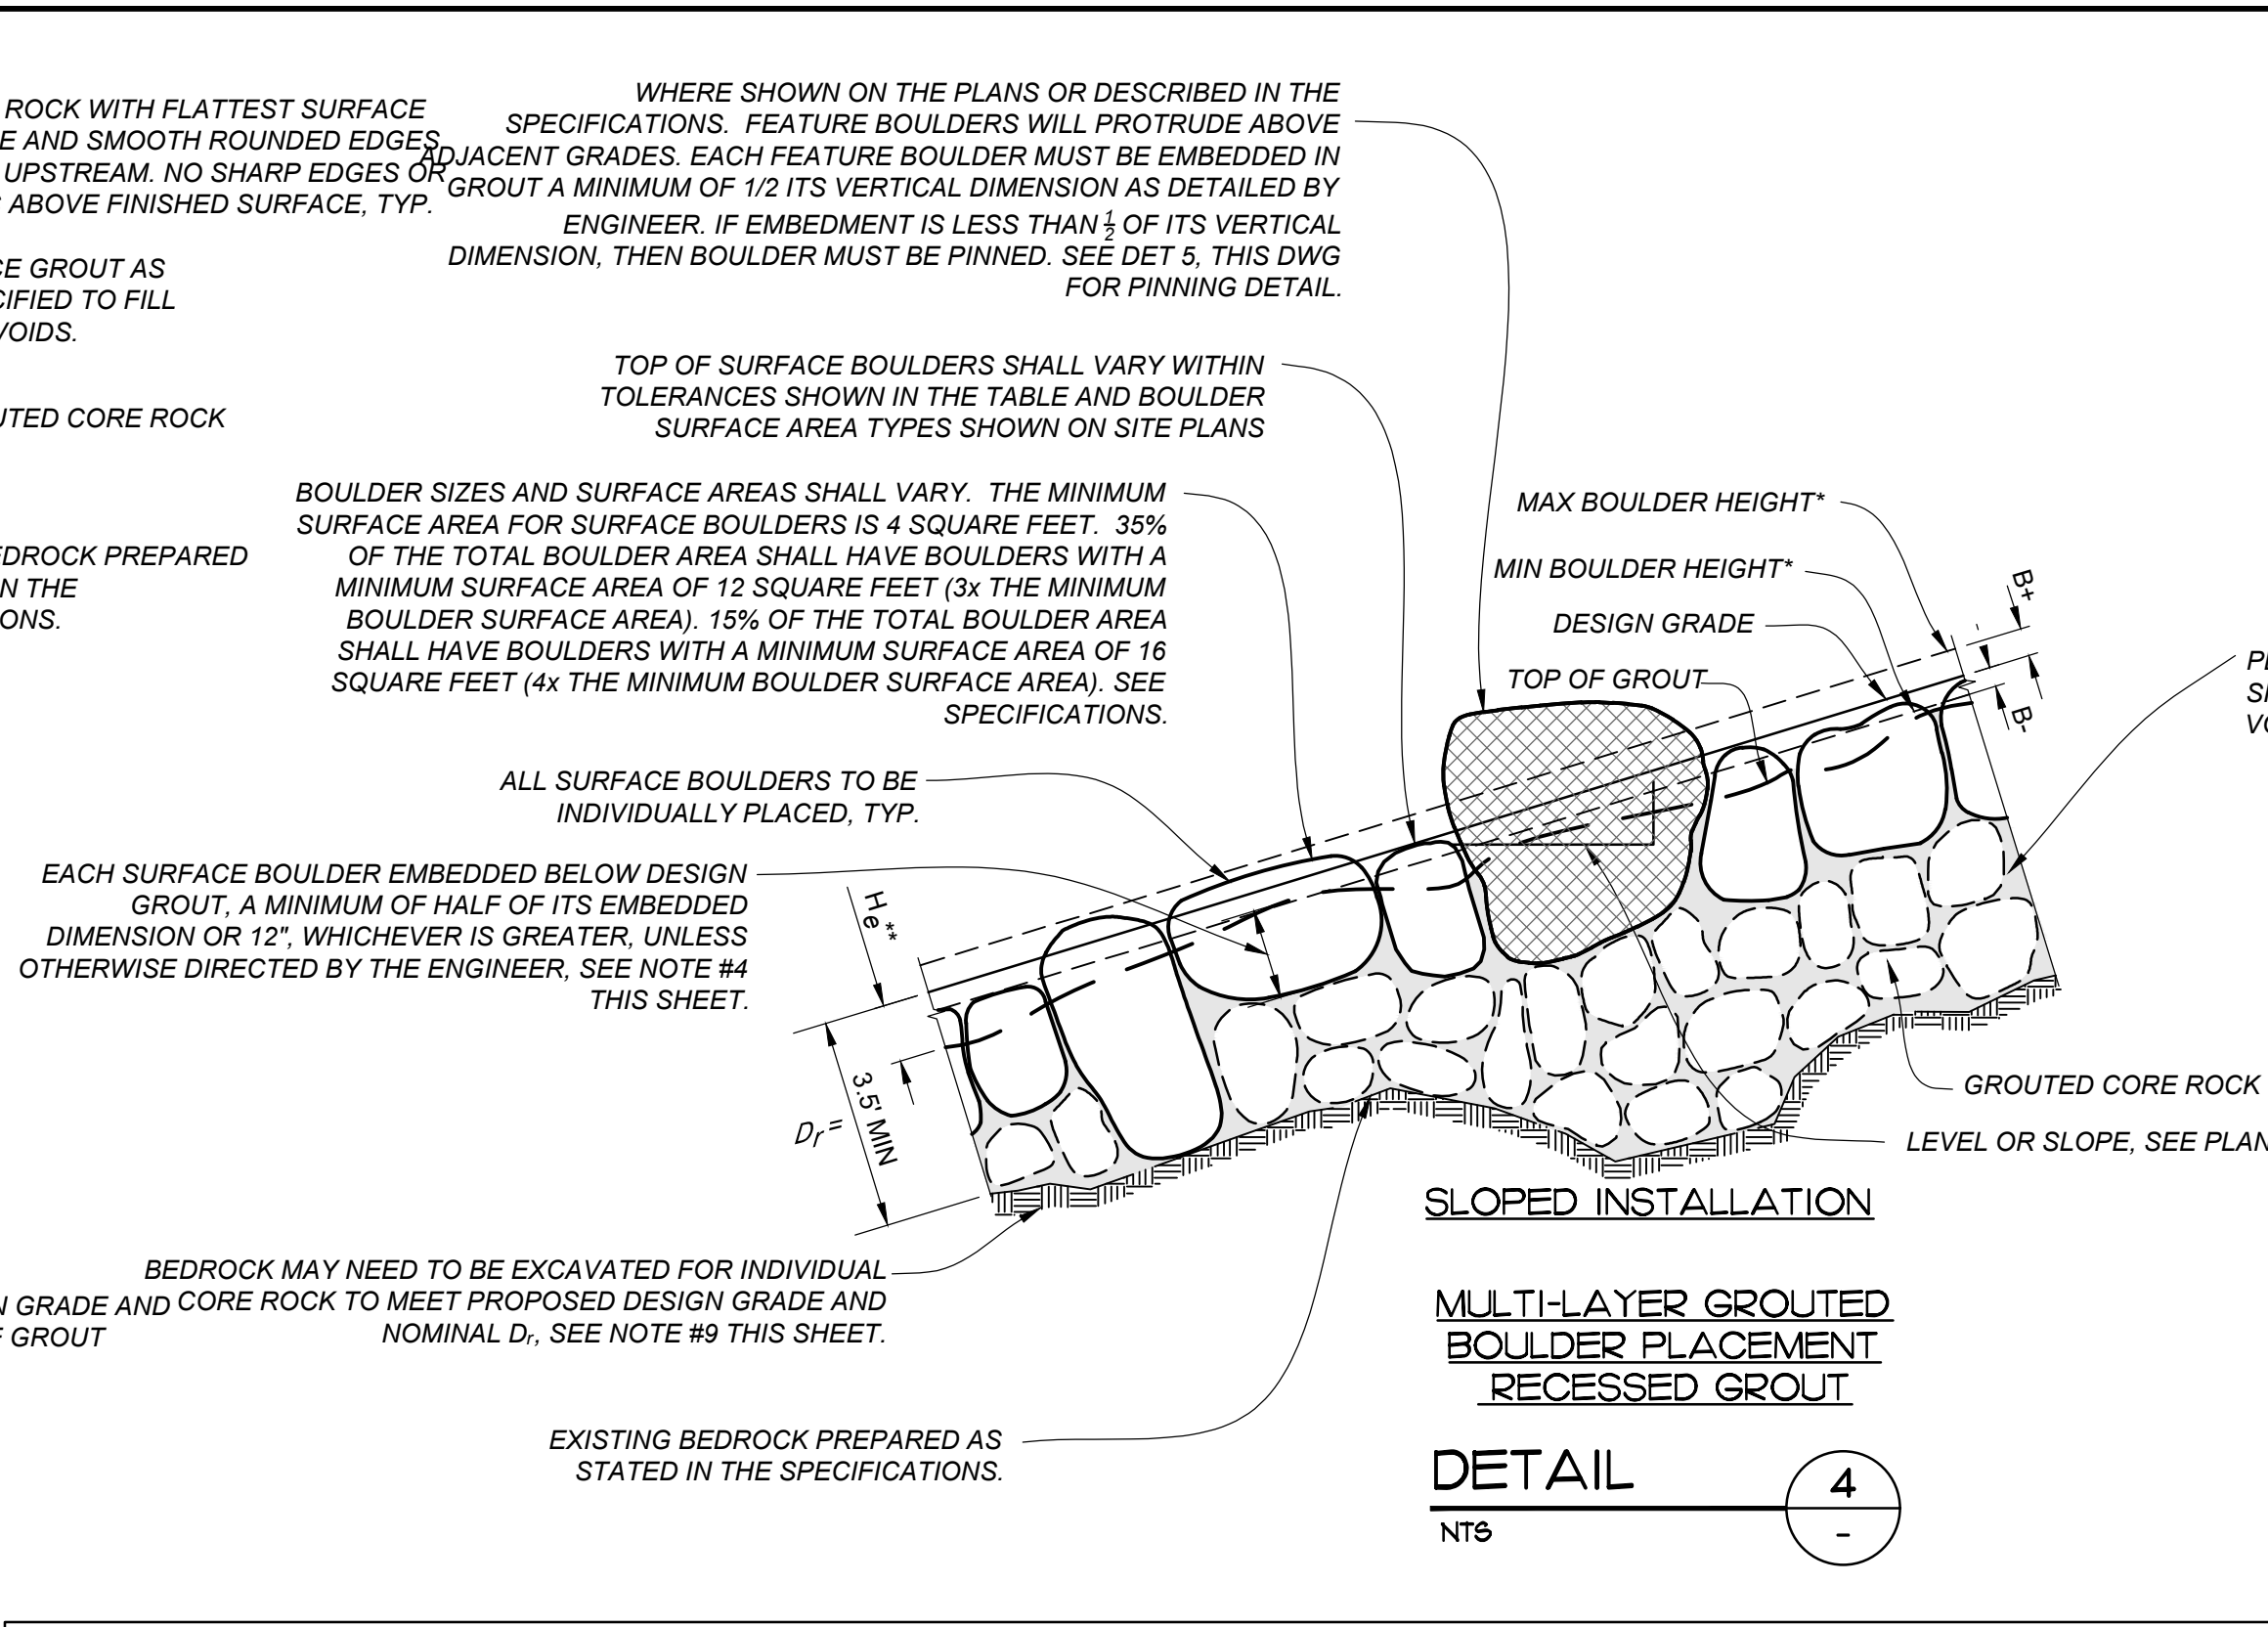 ROCK WITH FLATTEST SURFACE
E AND SMOOTH ROUNDED EDGES
UPSTREAM. NO SHARP EDGES OR
ABOVE FINISHED SURFACE, TYP.
CE GROUT AS
CIFIED TO FILL
VOIDS.
UTED CORE ROCK
EDROCK PREPARED
N THE
ONS.
N GRADE AND
F GROUT
WHERE SHOWN ON THE PLANS OR DESCRIBED IN THE
SPECIFICATIONS. FEATURE BOULDERS WILL PROTRUDE ABOVE
ADJACENT GRADES. EACH FEATURE BOULDER MUST BE EMBEDDED IN
GROUT A MINIMUM OF 1/2 ITS VERTICAL DIMENSION AS DETAILED BY
ENGINEER. IF EMBEDMENT IS LESS THAN ½ OF ITS VERTICAL
DIMENSION, THEN BOULDER MUST BE PINNED. SEE DET 5, THIS DWG
FOR PINNING DETAIL.
TOP OF SURFACE BOULDERS SHALL VARY WITHIN
TOLERANCES SHOWN IN THE TABLE AND BOULDER
SURFACE AREA TYPES SHOWN ON SITE PLANS
BOULDER SIZES AND SURFACE AREAS SHALL VARY. THE MINIMUM
SURFACE AREA FOR SURFACE BOULDERS IS 4 SQUARE FEET. 35%
OF THE TOTAL BOULDER AREA SHALL HAVE BOULDERS WITH A
MINIMUM SURFACE AREA OF 12 SQUARE FEET (3x THE MINIMUM
BOULDER SURFACE AREA). 15% OF THE TOTAL BOULDER AREA
SHALL HAVE BOULDERS WITH A MINIMUM SURFACE AREA OF 16
SQUARE FEET (4x THE MINIMUM BOULDER SURFACE AREA). SEE
SPECIFICATIONS.
ALL SURFACE BOULDERS TO BE
INDIVIDUALLY PLACED, TYP.
EACH SURFACE BOULDER EMBEDDED BELOW DESIGN
GROUT, A MINIMUM OF HALF OF ITS EMBEDDED
DIMENSION OR 12", WHICHEVER IS GREATER, UNLESS
OTHERWISE DIRECTED BY THE ENGINEER, SEE NOTE #4
THIS SHEET.
MAX BOULDER HEIGHT*
MIN BOULDER HEIGHT*
DESIGN GRADE
TOP OF GROUT
B+
B-
He**
Dr=
3.5' MIN
GROUTED CORE ROCK
LEVEL OR SLOPE, SEE PLAN
BEDROCK MAY NEED TO BE EXCAVATED FOR INDIVIDUAL
CORE ROCK TO MEET PROPOSED DESIGN GRADE AND
NOMINAL Dr, SEE NOTE #9 THIS SHEET.
EXISTING BEDROCK PREPARED AS
STATED IN THE SPECIFICATIONS.
SLOPED INSTALLATION
MULTI-LAYER GROUTED
BOULDER PLACEMENT
RECESSED GROUT
DETAIL
4
-
NTS